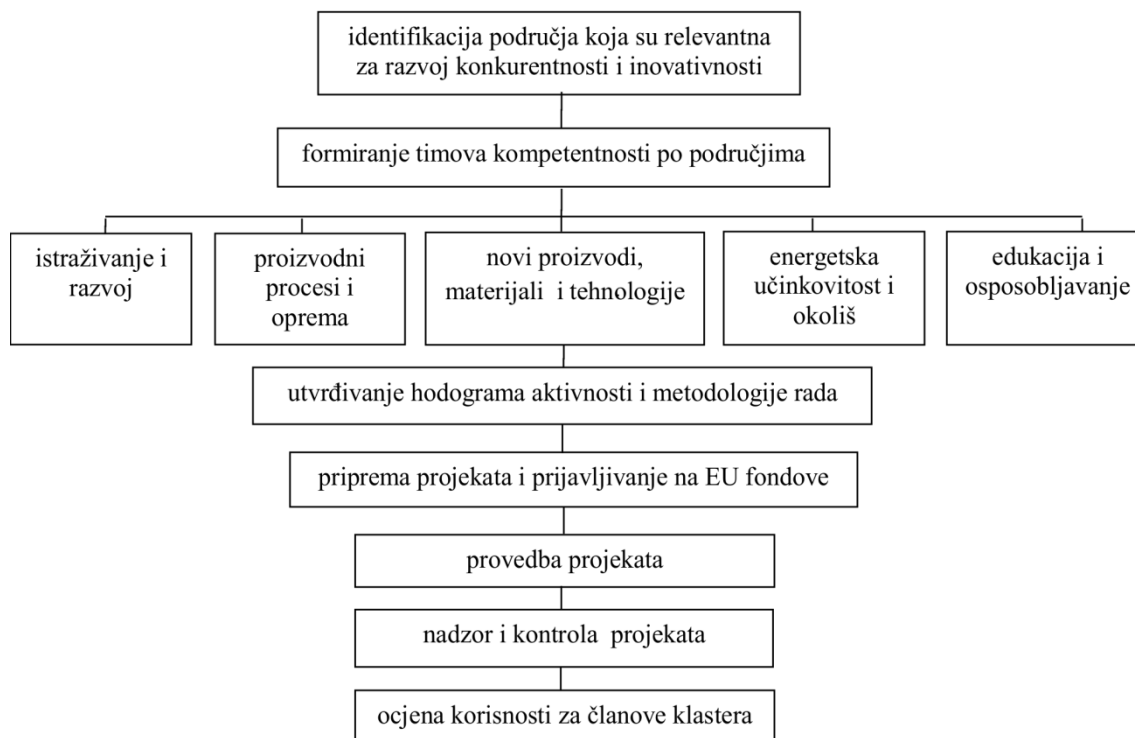 identifikacija područja koja su relevantna
za razvoj konkurentnosti i inovativnosti
formiranje timova kompetentnosti po područjima
istraživanje i
razvoj
proizvodni
procesi i
oprema
novi proizvodi,
materijali i tehnologije
energetska
učinkovitost i
okoliš
edukacija i
osposobljavanje
utvrđivanje hodograma aktivnosti i metodologije rada
priprema projekata i prijavljivanje na EU fondove
provedba projekata
nadzor i kontrola projekata
ocjena korisnosti za članove klastera